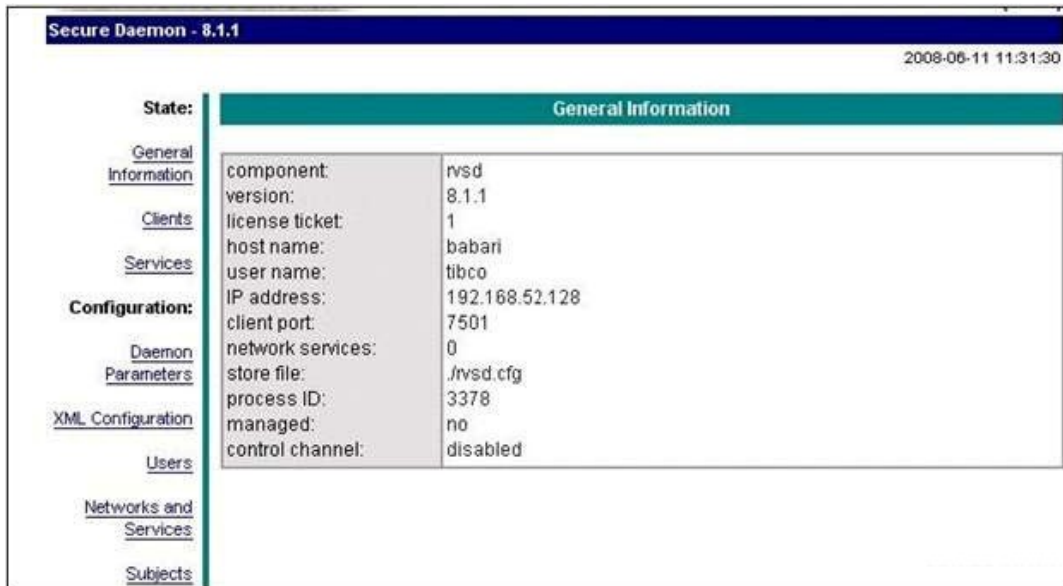 Secure Daemon - 8.1.1
2008-06-11 11:31:30
State:
General
Information
Clients
Services
Configuration:
Daemon
Parameters
XML Configuration
Users
Networks and
Services
Subjects
General Information
component: rvsd
version: 8.1.1
license ticket: 1
host name: babari
user name: tibco
IP address: 192.168.52.128
client port: 7501
network services: 0
store file: ./rvsd.cfg
process ID: 3378
managed: no
control channel: disabled